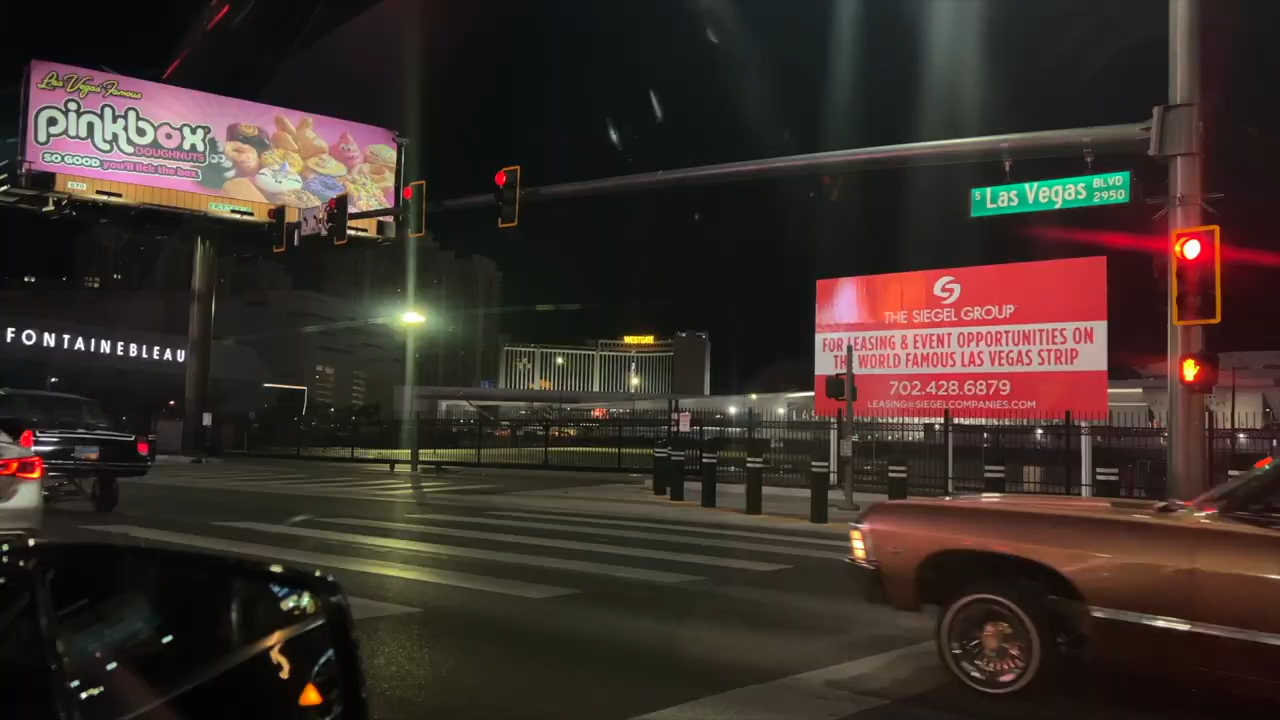 Las Vegas Famous
pinkbox
DOUGHNUTS
SO GOOD you'll lick the box.
FONTAINEBLEAU
WESTGATE
S Las Vegas BLVD
2950
THE SIEGEL GROUP
FOR LEASING & EVENT OPPORTUNITIES ON
THE WORLD FAMOUS LAS VEGAS STRIP
702.428.6879
LEASING@SIEGELCOMPANIES.COM